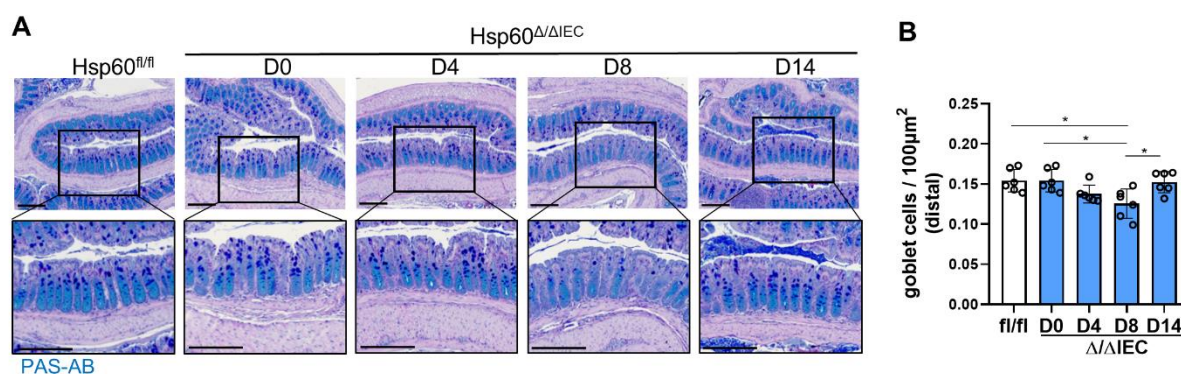 A
Hsp60fl/fl
Hsp60Δ/ΔIEC
D0 D4 D8 D14
PAS-AB
B
goblet cells / 100µm²
(distal)
0.25
0.20
0.15
0.10
0.05
0.00
*
*
*
fl/fl D0 D4 D8 D14
Δ/ΔIEC